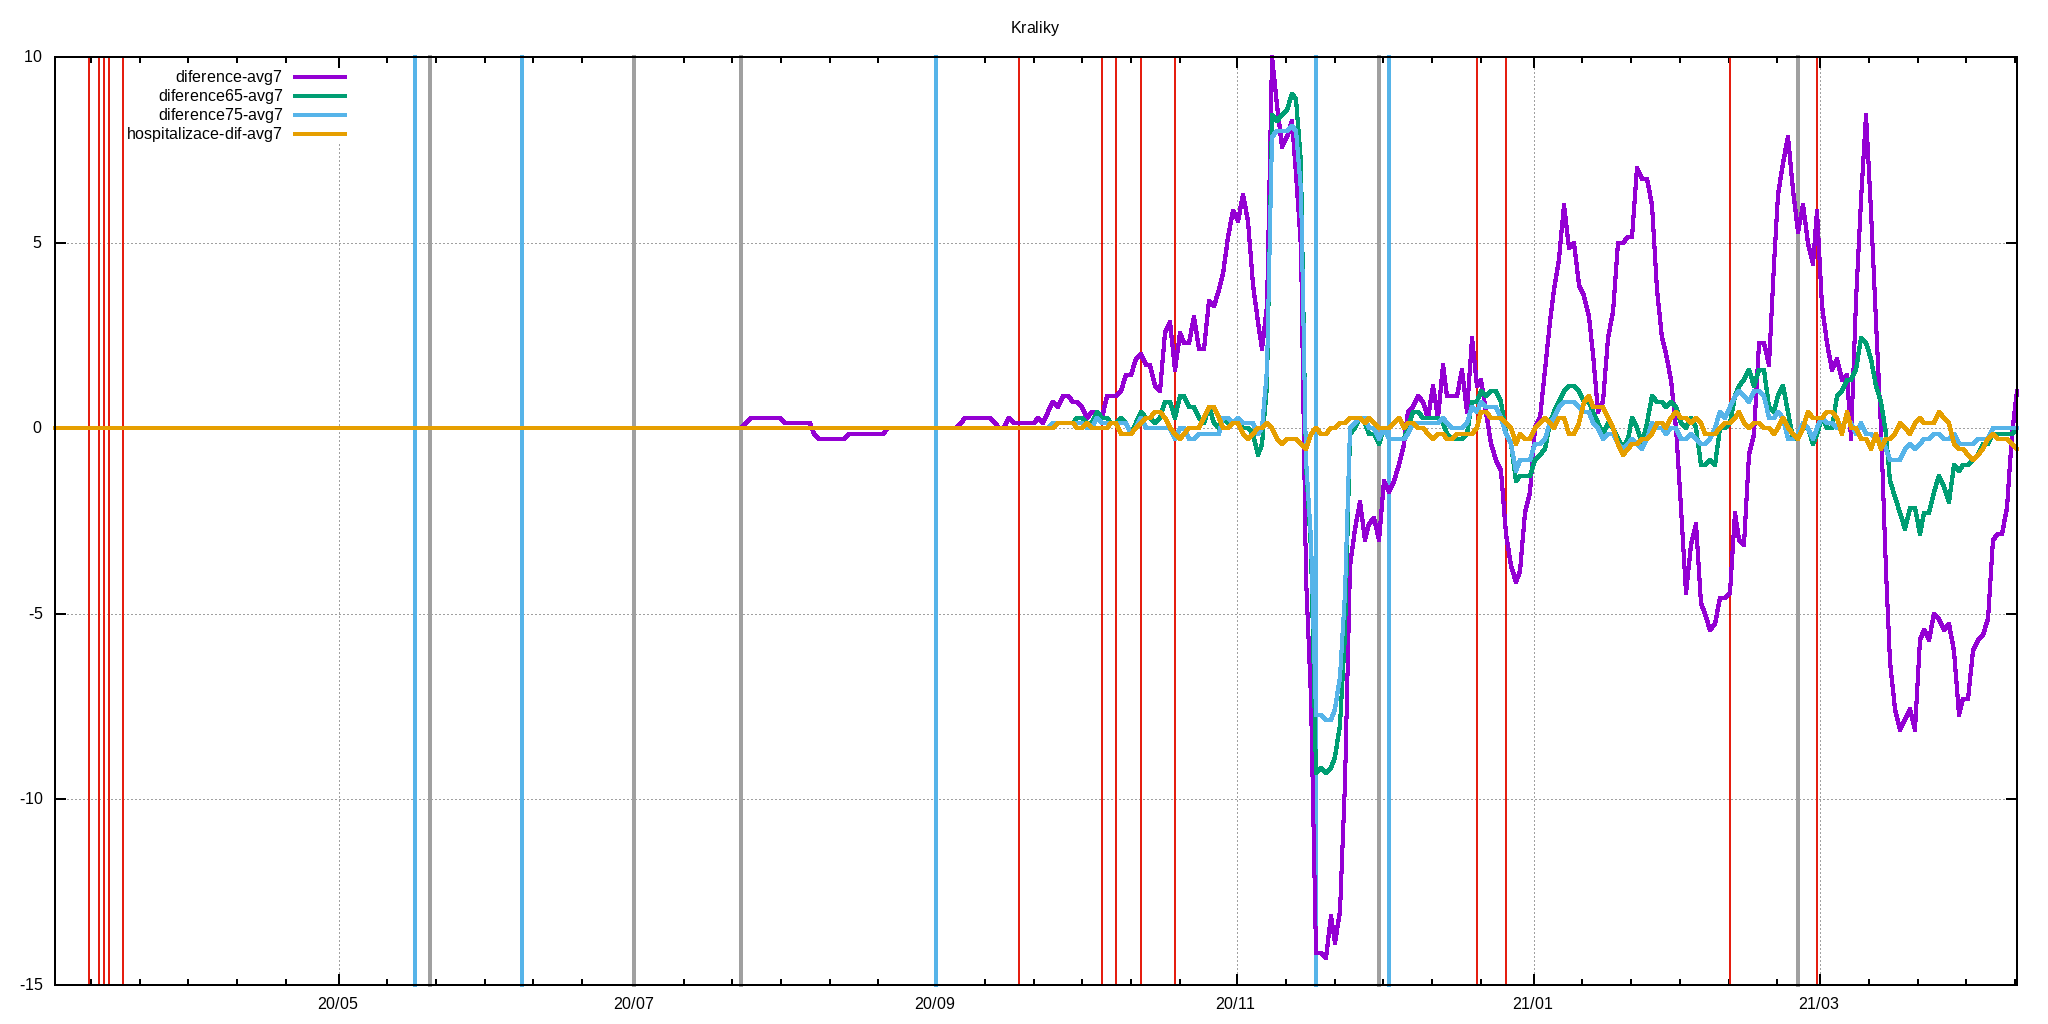 Kraliky
10
diference-avg7
diference65-avg7
diference75-avg7
hospitalizace-dif-avg7
5
0
-5
-10
-15
20/05 20/07 20/09 20/11 21/01 21/03